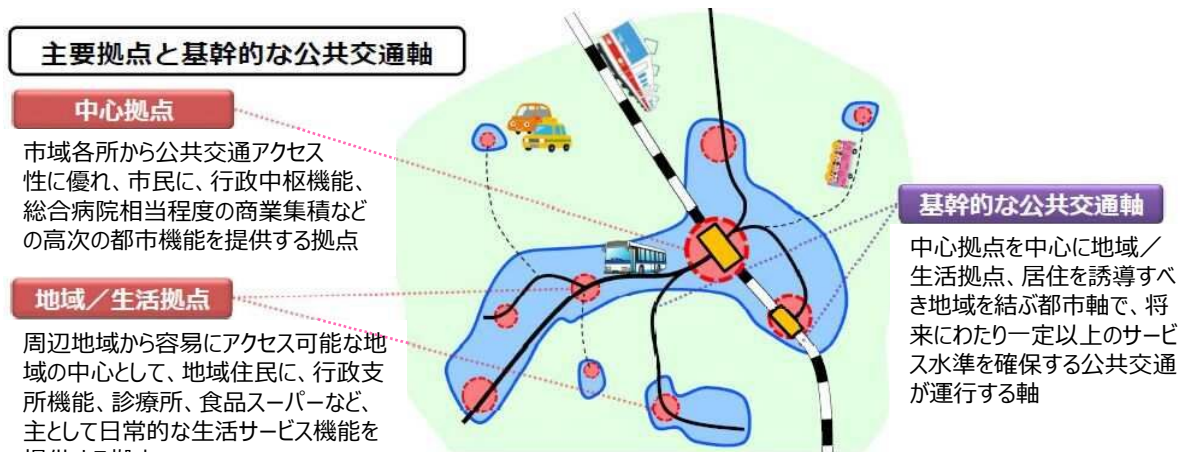 主要拠点と基幹的な公共交通軸
中心拠点
市域各所から公共交通アクセス
性に優れ、市民に、行政中枢機能、
総合病院相当程度の商業集積など
の高次の都市機能を提供する拠点
地域／生活拠点
周辺地域から容易にアクセス可能な地
域の中心として、地域住民に、行政支
所機能、診療所、食品スーパーなど、
主として日常的な生活サービス機能を
基幹的な公共交通軸
中心拠点を中心に地域／
生活拠点、居住を誘導すべ
き地域を結ぶ都市軸で、将
来にわたり一定以上のサービ
ス水準を確保する公共交通
が運行する軸